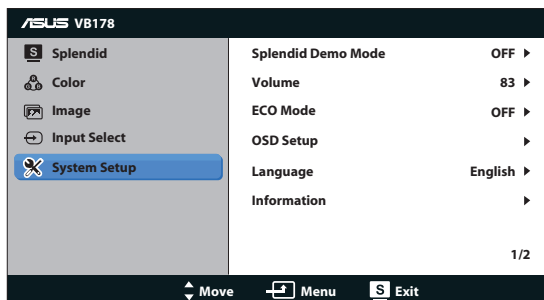 ASUS VB178
S Splendid
Color
Image
Input Select
System Setup
Splendid Demo Mode OFF
Volume 83
ECO Mode OFF
OSD Setup
Language English
Information
1/2
Move Menu S Exit